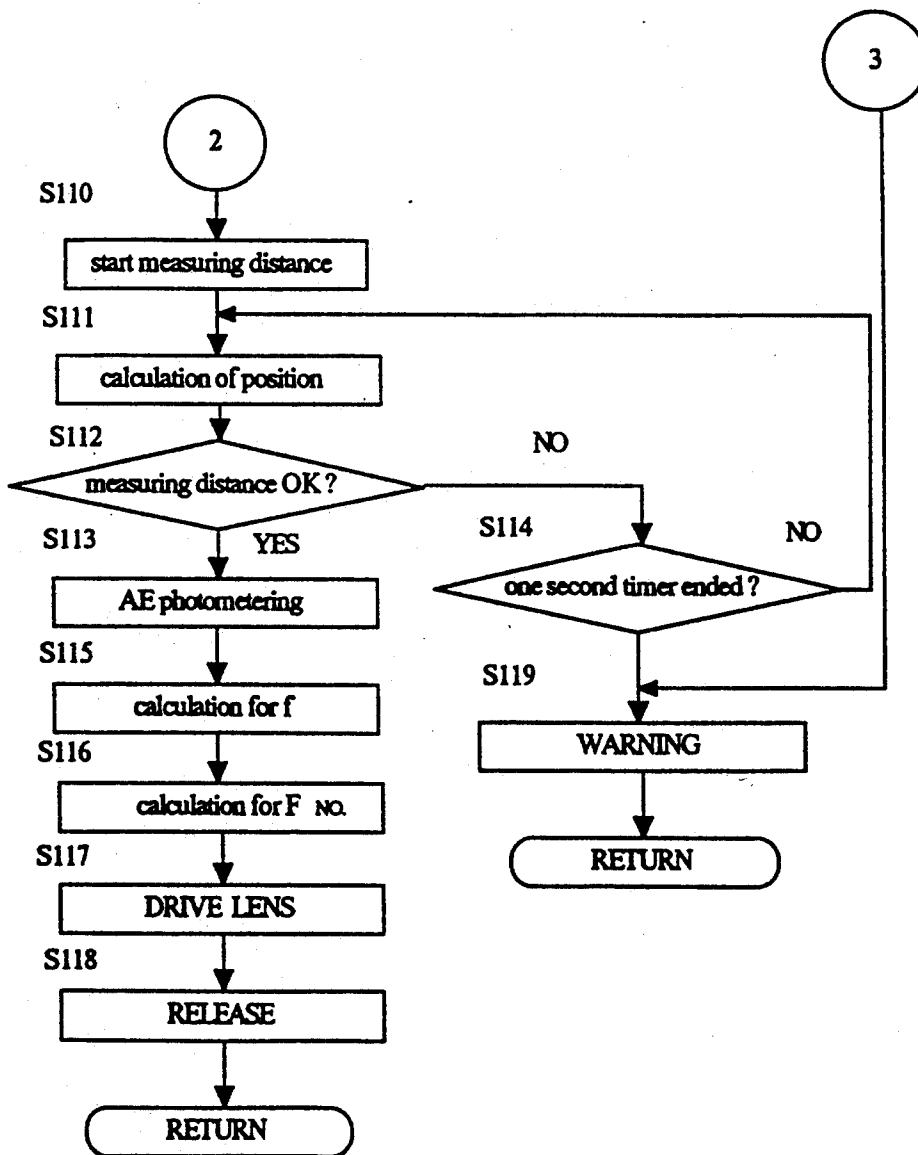 3
2
S110
start measuring distance
S111
calculation of position
S112
measuring distance OK ?
NO
S113
YES
S114
NO
one second timer ended ?
AE photometering
S115
calculation for f
S119
WARNING
S116
calculation for F NO.
RETURN
S117
DRIVE LENS
S118
RELEASE
RETURN